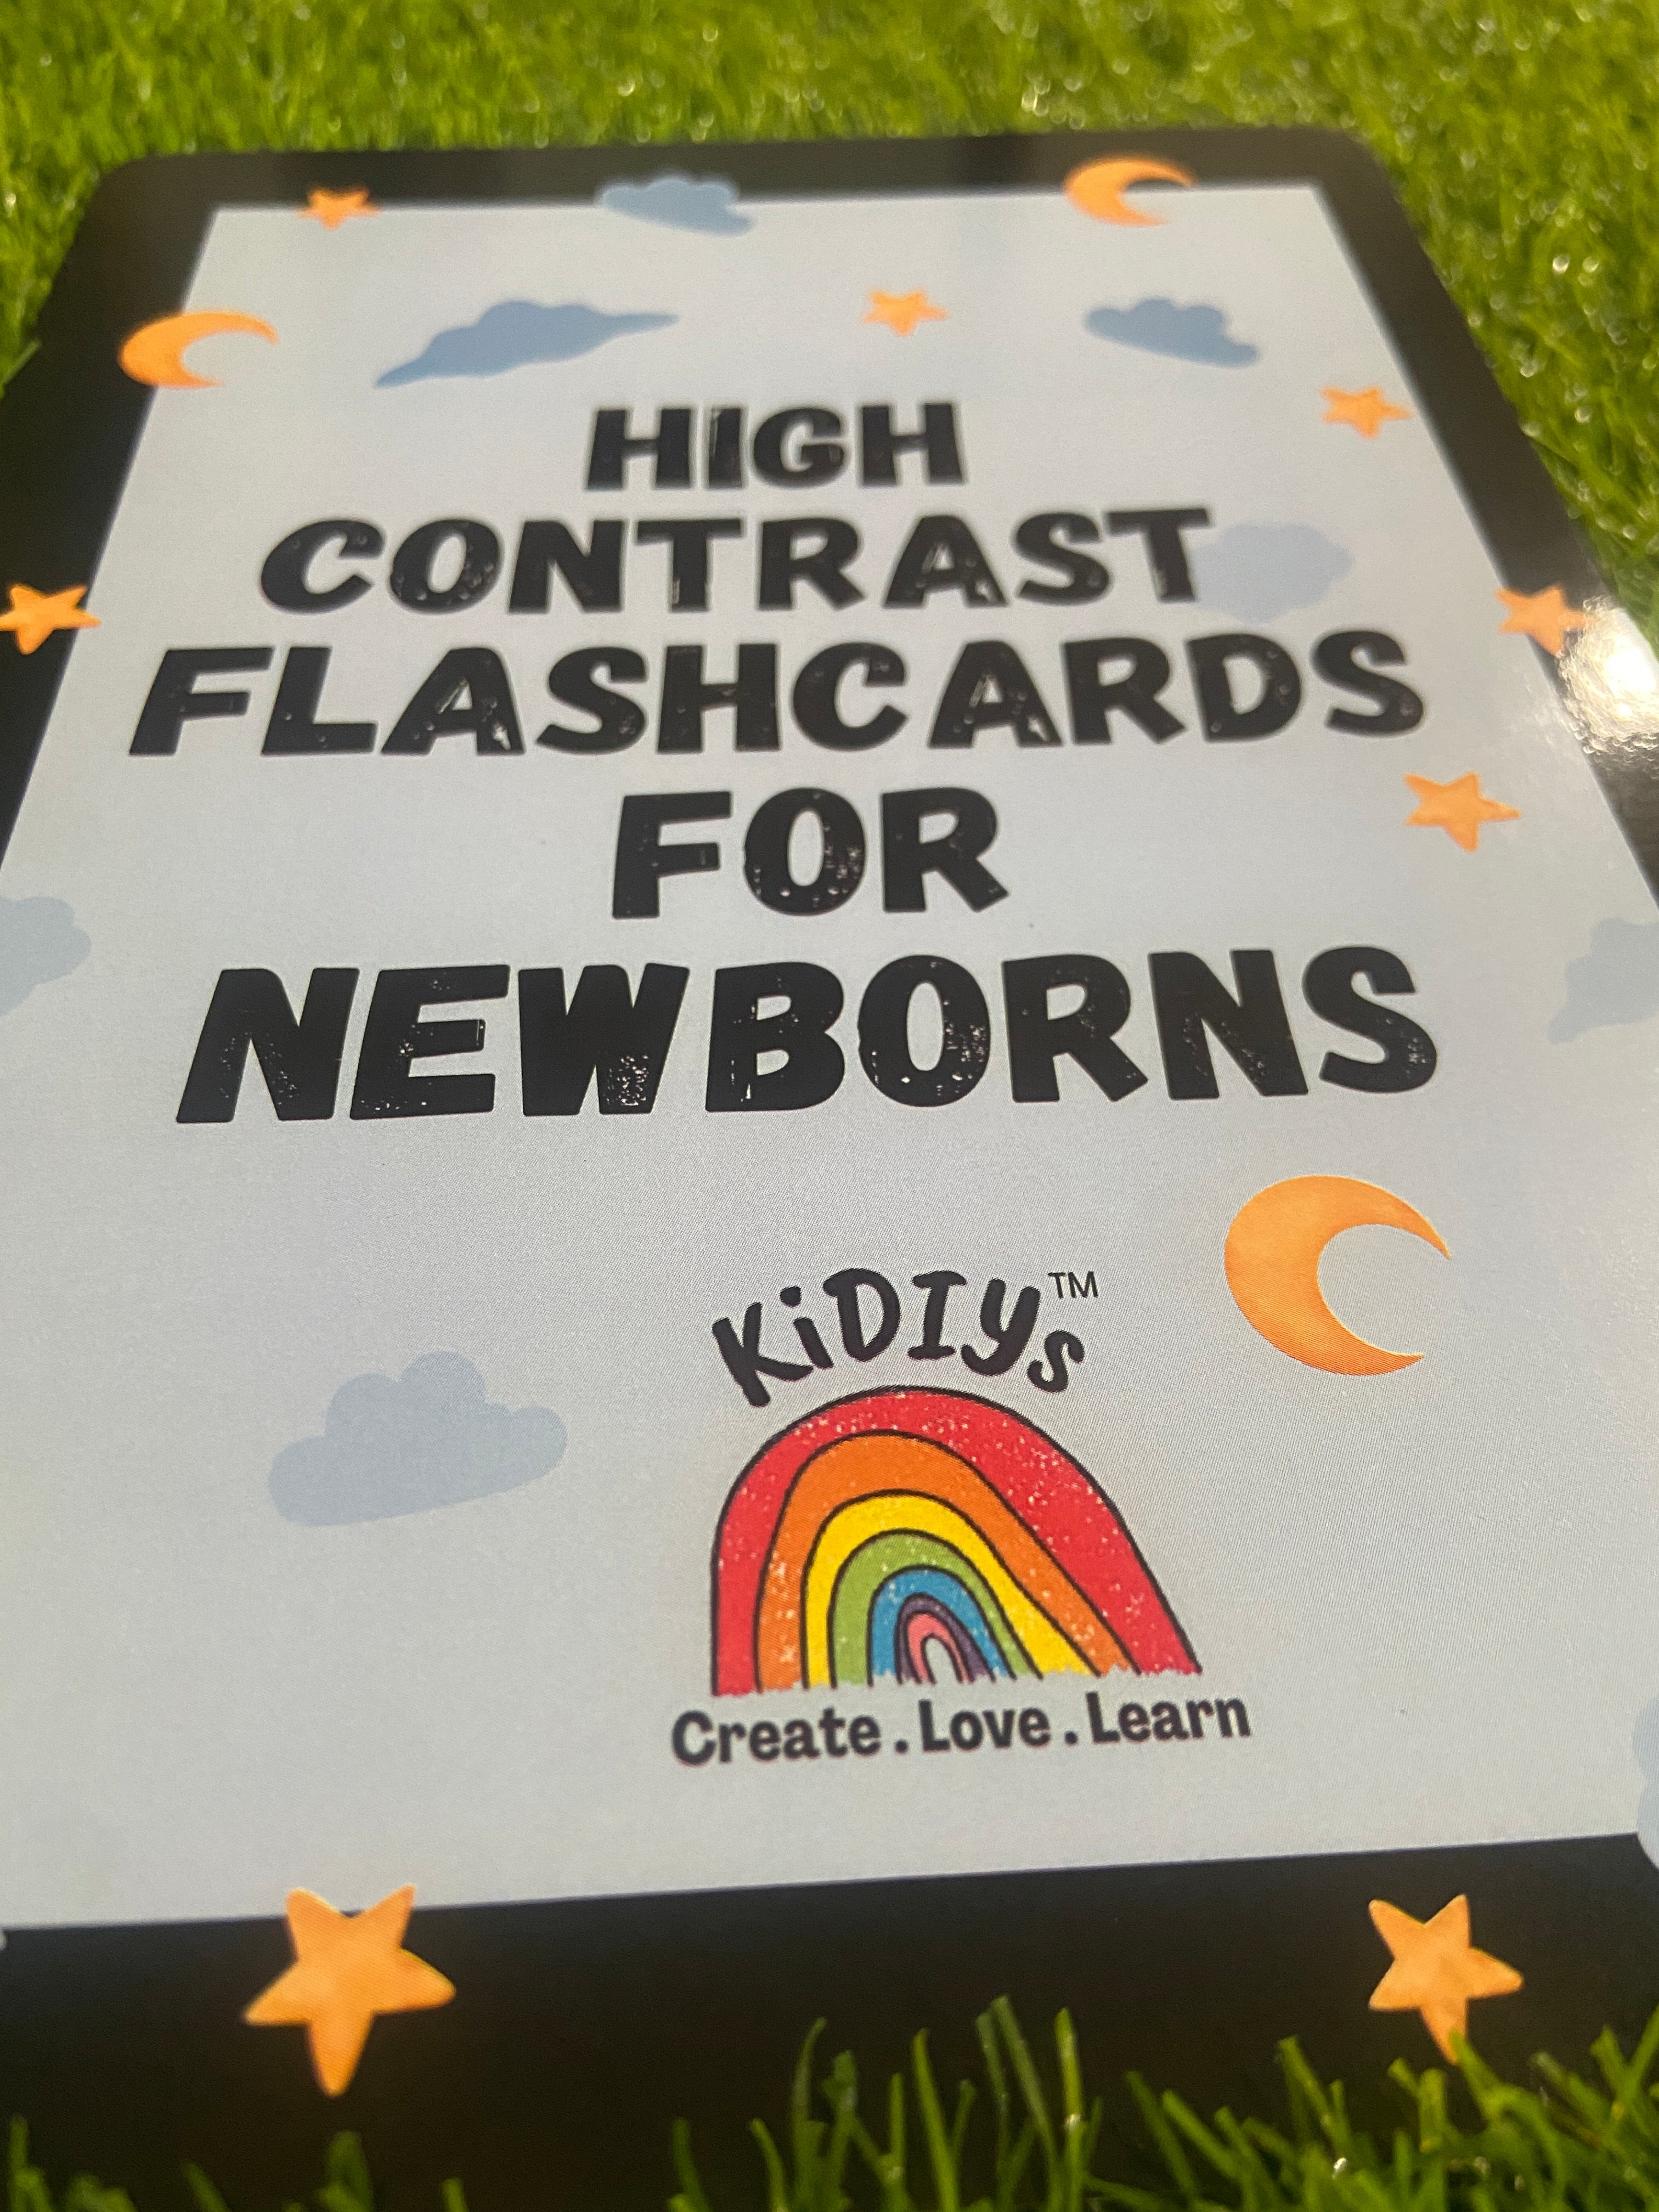 HIGH
CONTRAST
FLASHCARDS
FOR
NEWBORNS
KiDIYs™
Create . Love . Learn